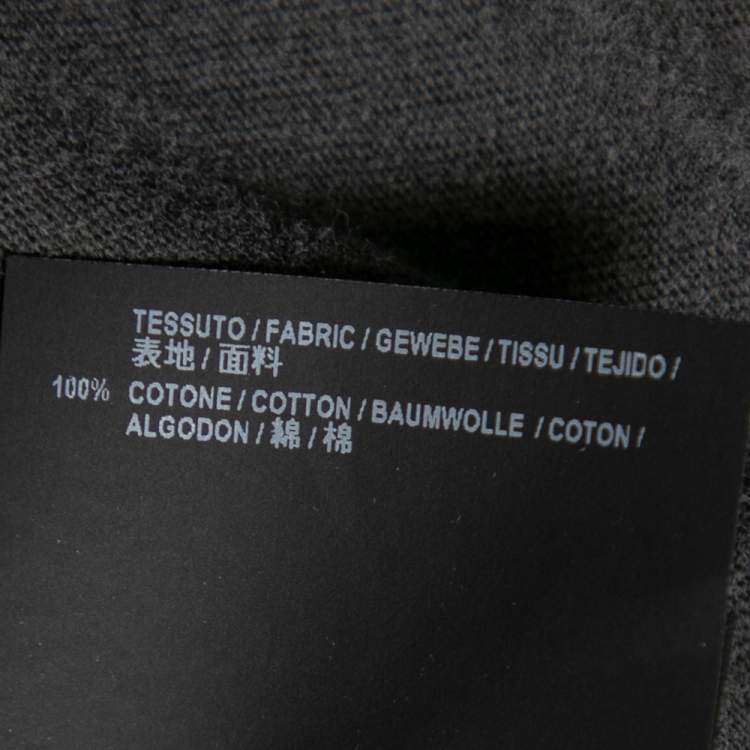 TESSUTO / FABRIC / GEWEBE / TISSU / TEJIDO /
表地 / 面料
100% COTONE / COTTON / BAUMWOLLE / COTON /
ALGODON / 綿 / 棉